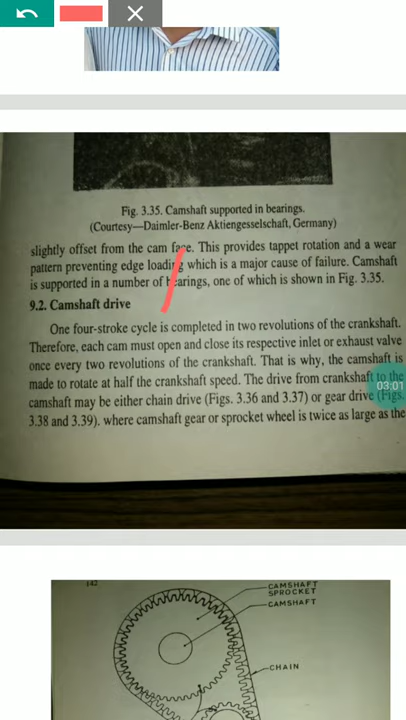 Fig. 3.35. Camshaft supported in bearings.
(Courtesy—Daimler-Benz Aktiengesselschaft, Germany)
slightly offset from the cam face. This provides tappet rotation and a wear
pattern preventing edge loading which is a major cause of failure. Camshaft
is supported in a number of bearings, one of which is shown in Fig. 3.35.
9.2. Camshaft drive
One four-stroke cycle is completed in two revolutions of the crankshaft.
Therefore, each cam must open and close its respective inlet or exhaust valve
once every two revolutions of the crankshaft. That is why, the camshaft is
made to rotate at half the crankshaft speed. The drive from crankshaft to the
03:01
camshaft may be either chain drive (Figs. 3.36 and 3.37) or gear drive (Figs.
3.38 and 3.39). where camshaft gear or sprocket wheel is twice as large as the
142
CAMSHAFT
SPROCKET
CAMSHAFT
CHAIN